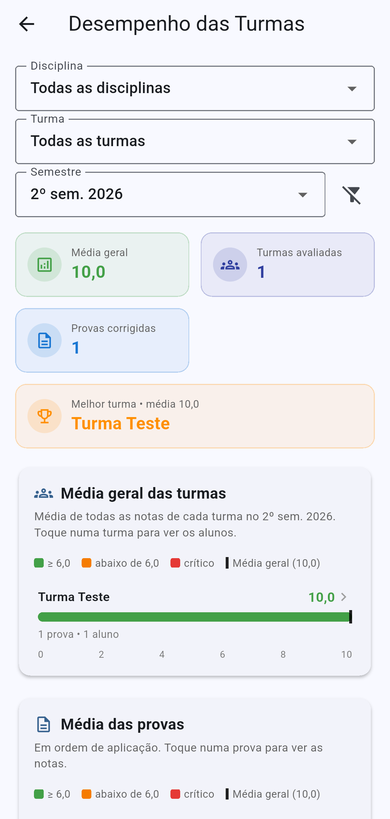 Desempenho das Turmas
Disciplina
Todas as disciplinas
Turma
Todas as turmas
Semestre
2º sem. 2026
Média geral
10,0
Turmas avaliadas
1
Provas corrigidas
1
Melhor turma • média 10,0
Turma Teste
Média geral das turmas
Média de todas as notas de cada turma no 2º sem. 2026.
Toque numa turma para ver os alunos.
≥ 6,0 abaixo de 6,0 crítico Média geral (10,0)
Turma Teste 10,0
1 prova • 1 aluno
0 2 4 6 8 10
Média das provas
Em ordem de aplicação. Toque numa prova para ver as
notas.
≥ 6,0 abaixo de 6,0 crítico Média geral (10,0)